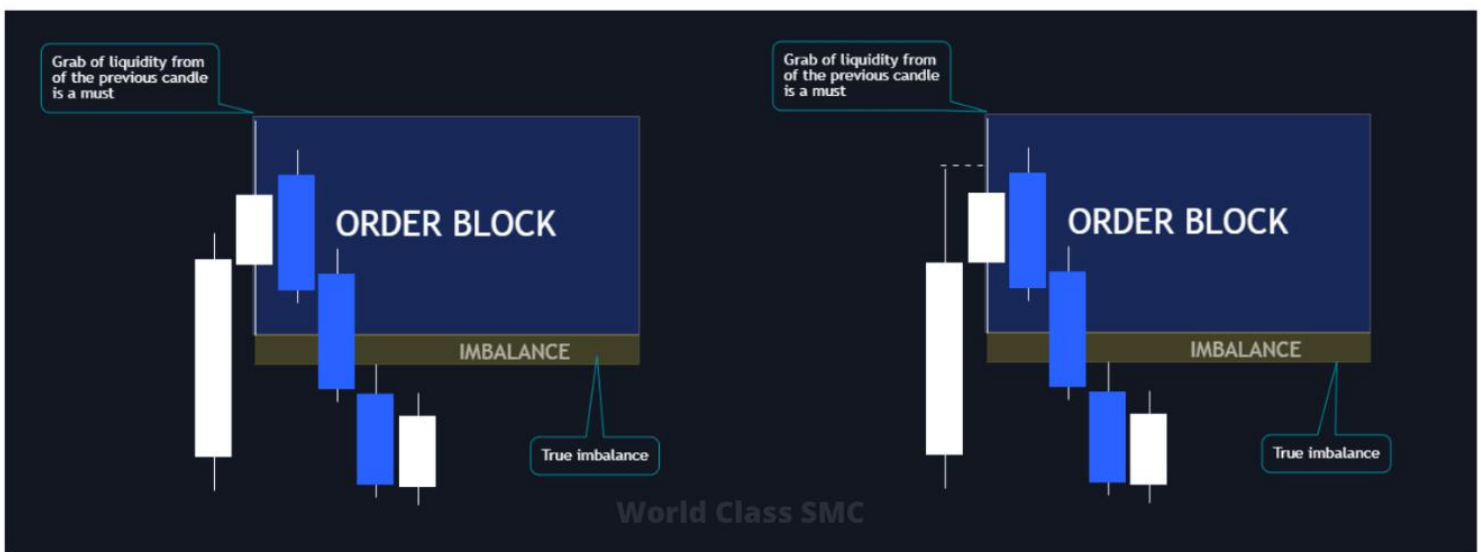 Grab of liquidity from
of the previous candle
is a must
ORDER BLOCK
IMBALANCE
True imbalance
Grab of liquidity from
of the previous candle
is a must
ORDER BLOCK
IMBALANCE
True imbalance
World Class SMC